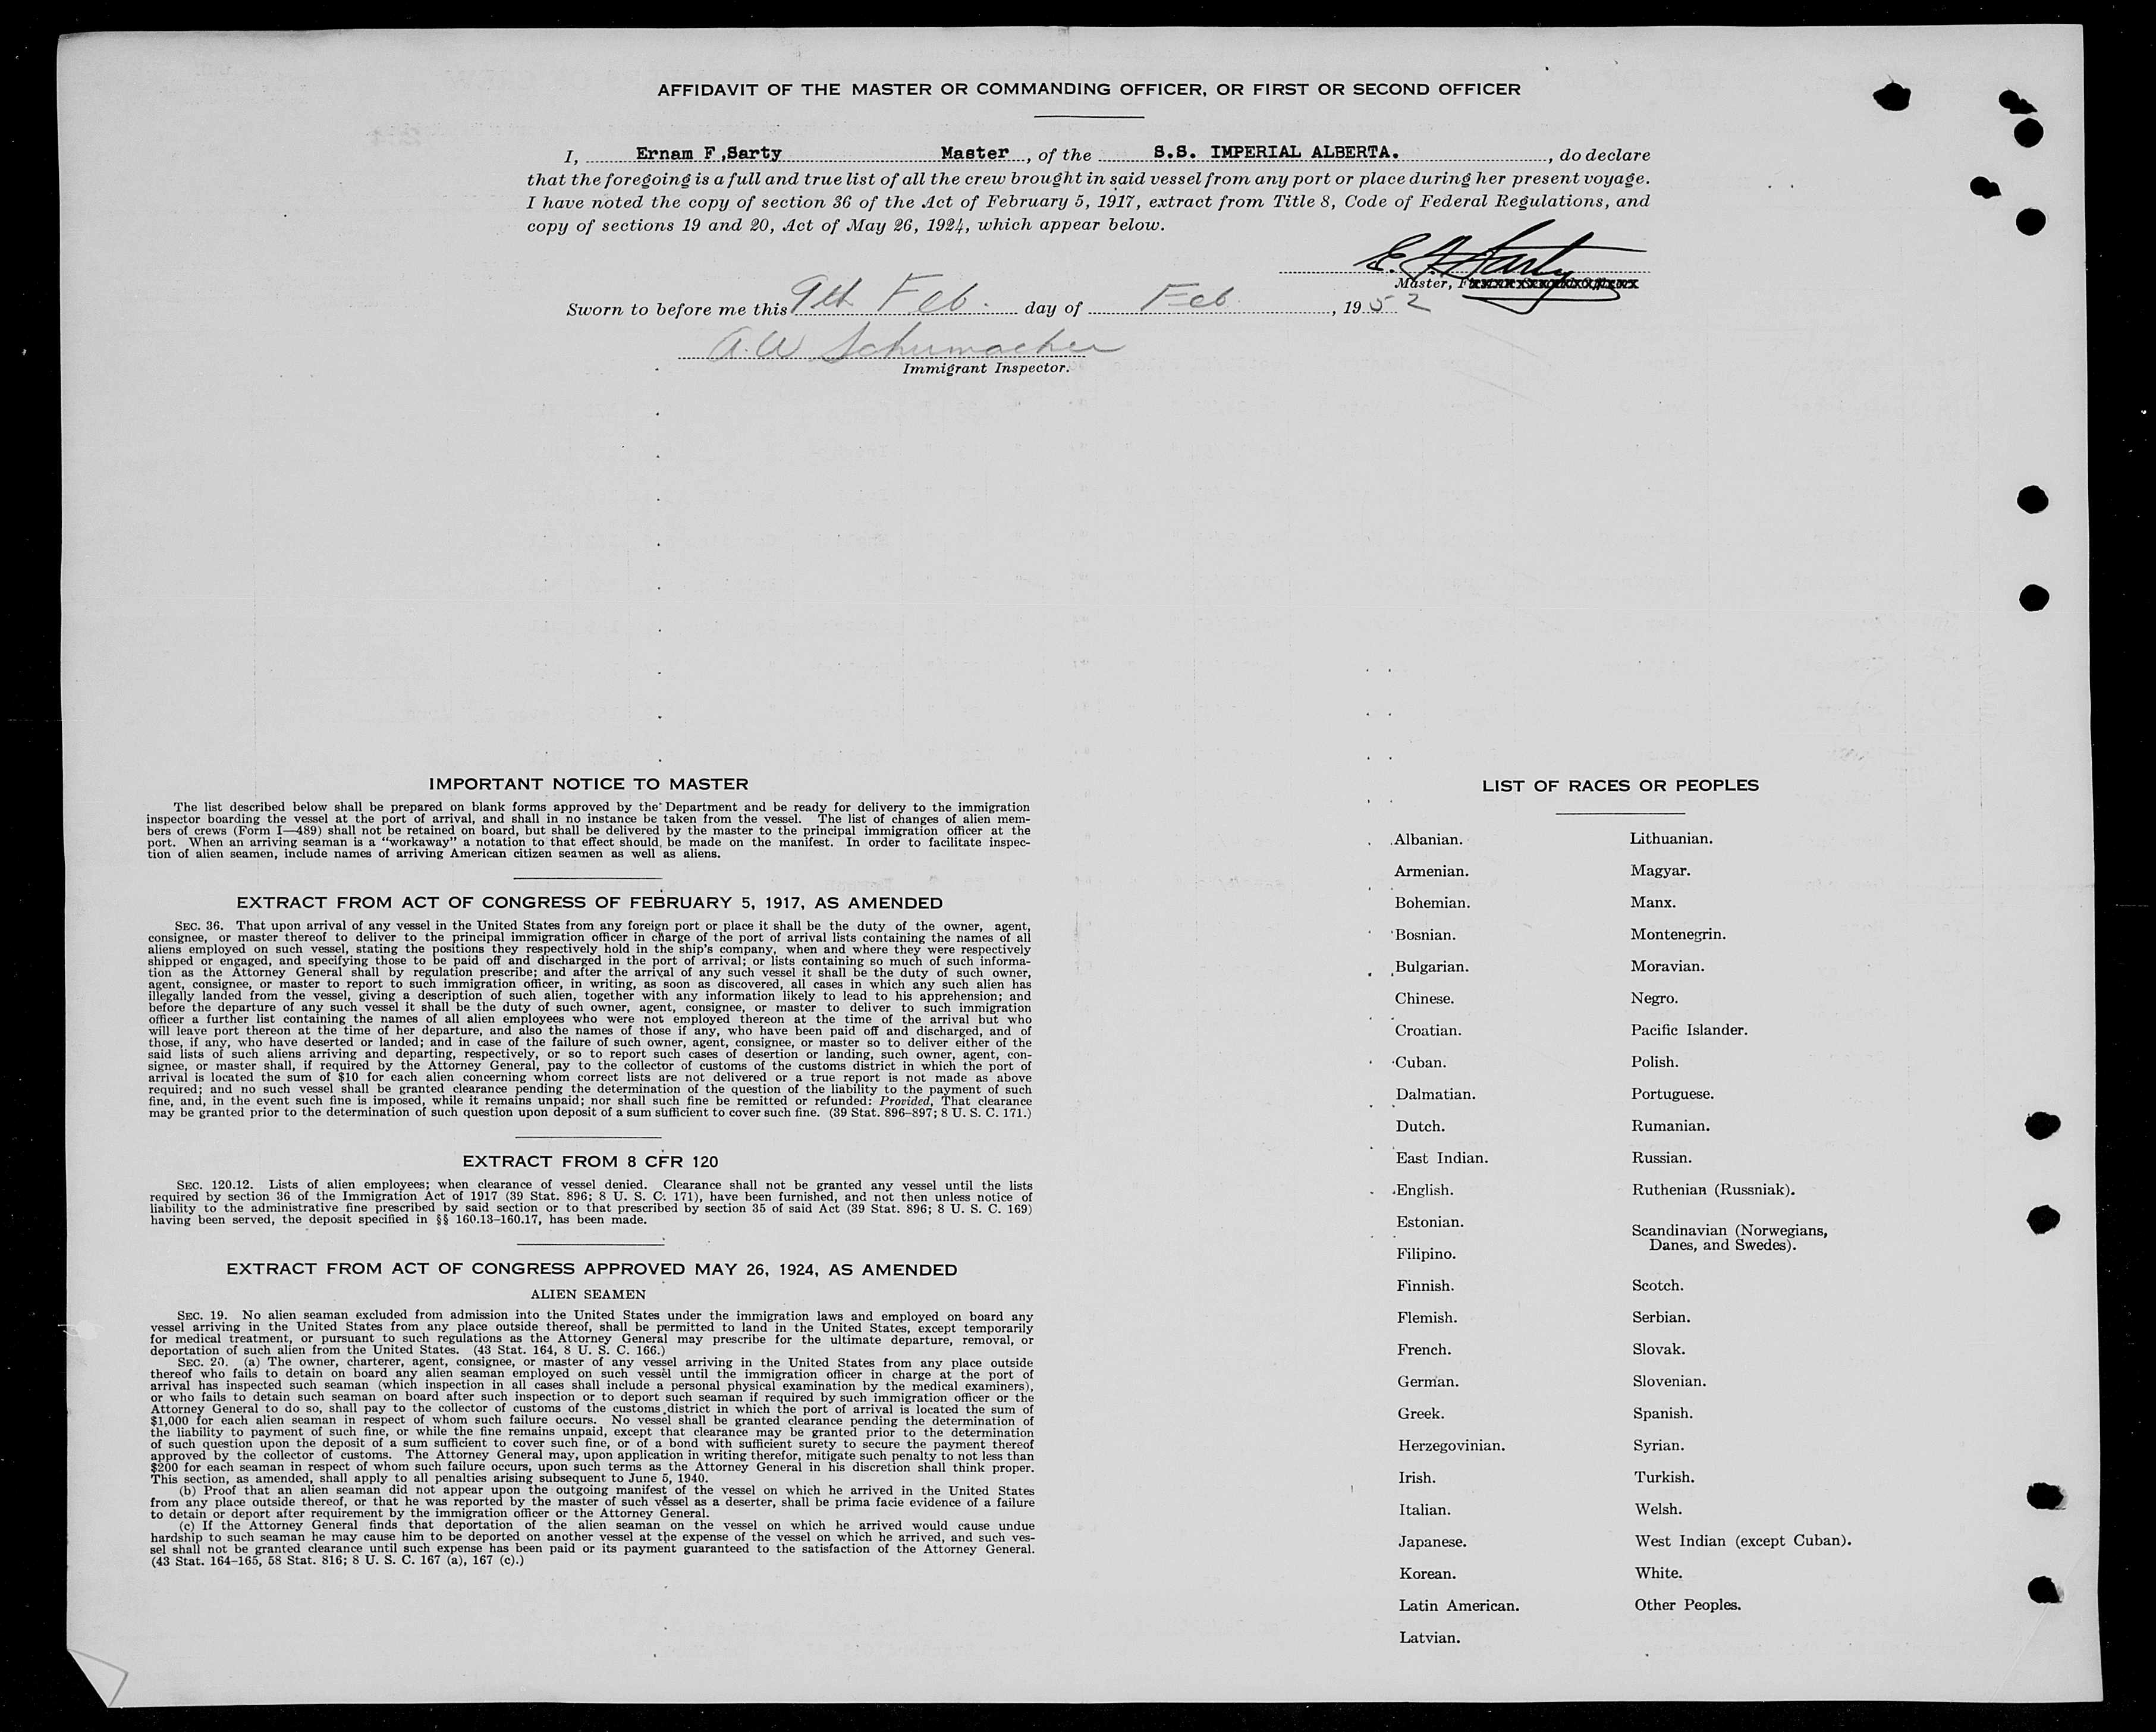 AFFIDAVIT OF THE MASTER OR COMMANDING OFFICER, OR FIRST OR SECOND OFFICER
I, Ernam F,Sarty Master, of the S.S. IMPERIAL ALBERTA., do declare
that the foregoing is a full and true list of all the crew brought in said vessel from any port or place during her present voyage.
I have noted the copy of section 36 of the Act of February 5, 1917, extract from Title 8, Code of Federal Regulations, and
copy of sections 19 and 20, Act of May 26, 1924, which appear below.
E. F. Sarty
Master,
Sworn to before me this 9th Feb. day of Feb, 1952
A.W Schumacher
Immigrant Inspector.
IMPORTANT NOTICE TO MASTER
The list described below shall be prepared on blank forms approved by the Department and be ready for delivery to the immigration
inspector boarding the vessel at the port of arrival, and shall in no instance be taken from the vessel. The list of changes of alien mem-
bers of crews (Form I—489) shall not be retained on board, but shall be delivered by the master to the principal immigration officer at the
port. When an arriving seaman is a "workaway" a notation to that effect should be made on the manifest. In order to facilitate inspec-
tion of alien seamen, include names of arriving American citizen seamen as well as aliens.
EXTRACT FROM ACT OF CONGRESS OF FEBRUARY 5, 1917, AS AMENDED
SEC. 36. That upon arrival of any vessel in the United States from any foreign port or place it shall be the duty of the owner, agent,
consignee, or master thereof to deliver to the principal immigration officer in charge of the port of arrival lists containing the names of all
aliens employed on such vessel, stating the positions they respectively hold in the ship's company, when and where they were respectively
shipped or engaged, and specifying those to be paid off and discharged in the port of arrival; or lists containing so much of such informa-
tion as the Attorney General shall by regulation prescribe; and after the arrival of any such vessel it shall be the duty of such owner,
agent, consignee, or master to report to such immigration officer, in writing, as soon as discovered, all cases in which any such alien has
illegally landed from the vessel, giving a description of such alien, together with any information likely to lead to his apprehension; and
before the departure of any such vessel it shall be the duty of such owner, agent, consignee, or master to deliver to such immigration
officer a further list containing the names of all alien employees who were not employed thereon at the time of the arrival but who
will leave port thereon at the time of her departure, and also the names of those if any, who have been paid off and discharged, and of
those, if any, who have deserted or landed; and in case of the failure of such owner, agent, consignee, or master so to deliver either of the
said lists of such aliens arriving and departing, respectively, or so to report such cases of desertion or landing, such owner, agent, con-
signee, or master shall, if required by the Attorney General, pay to the collector of customs of the customs district in which the port of
arrival is located the sum of $10 for each alien concerning whom correct lists are not delivered or a true report is not made as above
required; and no such vessel shall be granted clearance pending the determination of the question of the liability to the payment of such
fine, and, in the event such fine is imposed, while it remains unpaid; nor shall such fine be remitted or refunded: Provided, That clearance
may be granted prior to the determination of such question upon deposit of a sum sufficient to cover such fine. (39 Stat. 896–897; 8 U. S. C. 171.)
EXTRACT FROM 8 CFR 120
SEC. 120.12. Lists of alien employees; when clearance of vessel denied. Clearance shall not be granted any vessel until the lists
required by section 36 of the Immigration Act of 1917 (39 Stat. 896; 8 U. S. C. 171), have been furnished, and not then unless notice of
liability to the administrative fine prescribed by said section or to that prescribed by section 35 of said Act (39 Stat. 896; 8 U. S. C. 169)
having been served, the deposit specified in §§ 160.13–160.17, has been made.
EXTRACT FROM ACT OF CONGRESS APPROVED MAY 26, 1924, AS AMENDED
ALIEN SEAMEN
SEC. 19. No alien seaman excluded from admission into the United States under the immigration laws and employed on board any
vessel arriving in the United States from any place outside thereof, shall be permitted to land in the United States, except temporarily
for medical treatment, or pursuant to such regulations as the Attorney General may prescribe for the ultimate departure, removal, or
deportation of such alien from the United States. (43 Stat. 164, 8 U. S. C. 166.)
SEC. 20. (a) The owner, charterer, agent, consignee, or master of any vessel arriving in the United States from any place outside
thereof who fails to detain on board any alien seaman employed on such vessel until the immigration officer in charge at the port of
arrival has inspected such seaman (which inspection in all cases shall include a personal physical examination by the medical examiners),
or who fails to detain such seaman on board after such inspection or to deport such seaman if required by such immigration officer or the
Attorney General to do so, shall pay to the collector of customs of the customs district in which the port of arrival is located the sum of
$1,000 for each alien seaman in respect of whom such failure occurs. No vessel shall be granted clearance pending the determination of
the liability to payment of such fine, or while the fine remains unpaid, except that clearance may be granted prior to the determination
of such question upon the deposit of a sum sufficient to cover such fine, or of a bond with sufficient surety to secure the payment thereof
approved by the collector of customs. The Attorney General may, upon application in writing therefor, mitigate such penalty to not less than
$200 for each seaman in respect of whom such failure occurs, upon such terms as the Attorney General in his discretion shall think proper.
This section, as amended, shall apply to all penalties arising subsequent to June 5, 1940.
(b) Proof that an alien seaman did not appear upon the outgoing manifest of the vessel on which he arrived in the United States
from any place outside thereof, or that he was reported by the master of such vessel as a deserter, shall be prima facie evidence of a failure
to detain or deport after requirement by the immigration officer or the Attorney General.
(c) If the Attorney General finds that deportation of the alien seaman on the vessel on which he arrived would cause undue
hardship to such seaman he may cause him to be deported on another vessel at the expense of the vessel on which he arrived, and such ves-
sel shall not be granted clearance until such expense has been paid or its payment guaranteed to the satisfaction of the Attorney General.
(43 Stat. 164–165, 58 Stat. 816; 8 U. S. C. 167 (a), 167 (c).)
LIST OF RACES OR PEOPLES
Albanian.
Armenian.
Bohemian.
Bosnian.
Bulgarian.
Chinese.
Croatian.
Cuban.
Dalmatian.
Dutch.
East Indian.
English.
Estonian.
Filipino.
Finnish.
Flemish.
French.
German.
Greek.
Herzegovinian.
Irish.
Italian.
Japanese.
Korean.
Latin American.
Latvian.
Lithuanian.
Magyar.
Manx.
Montenegrin.
Moravian.
Negro.
Pacific Islander.
Polish.
Portuguese.
Rumanian.
Russian.
Ruthenian (Russniak).
Scandinavian (Norwegians,
Danes, and Swedes).
Scotch.
Serbian.
Slovak.
Slovenian.
Spanish.
Syrian.
Turkish.
Welsh.
West Indian (except Cuban).
White.
Other Peoples.